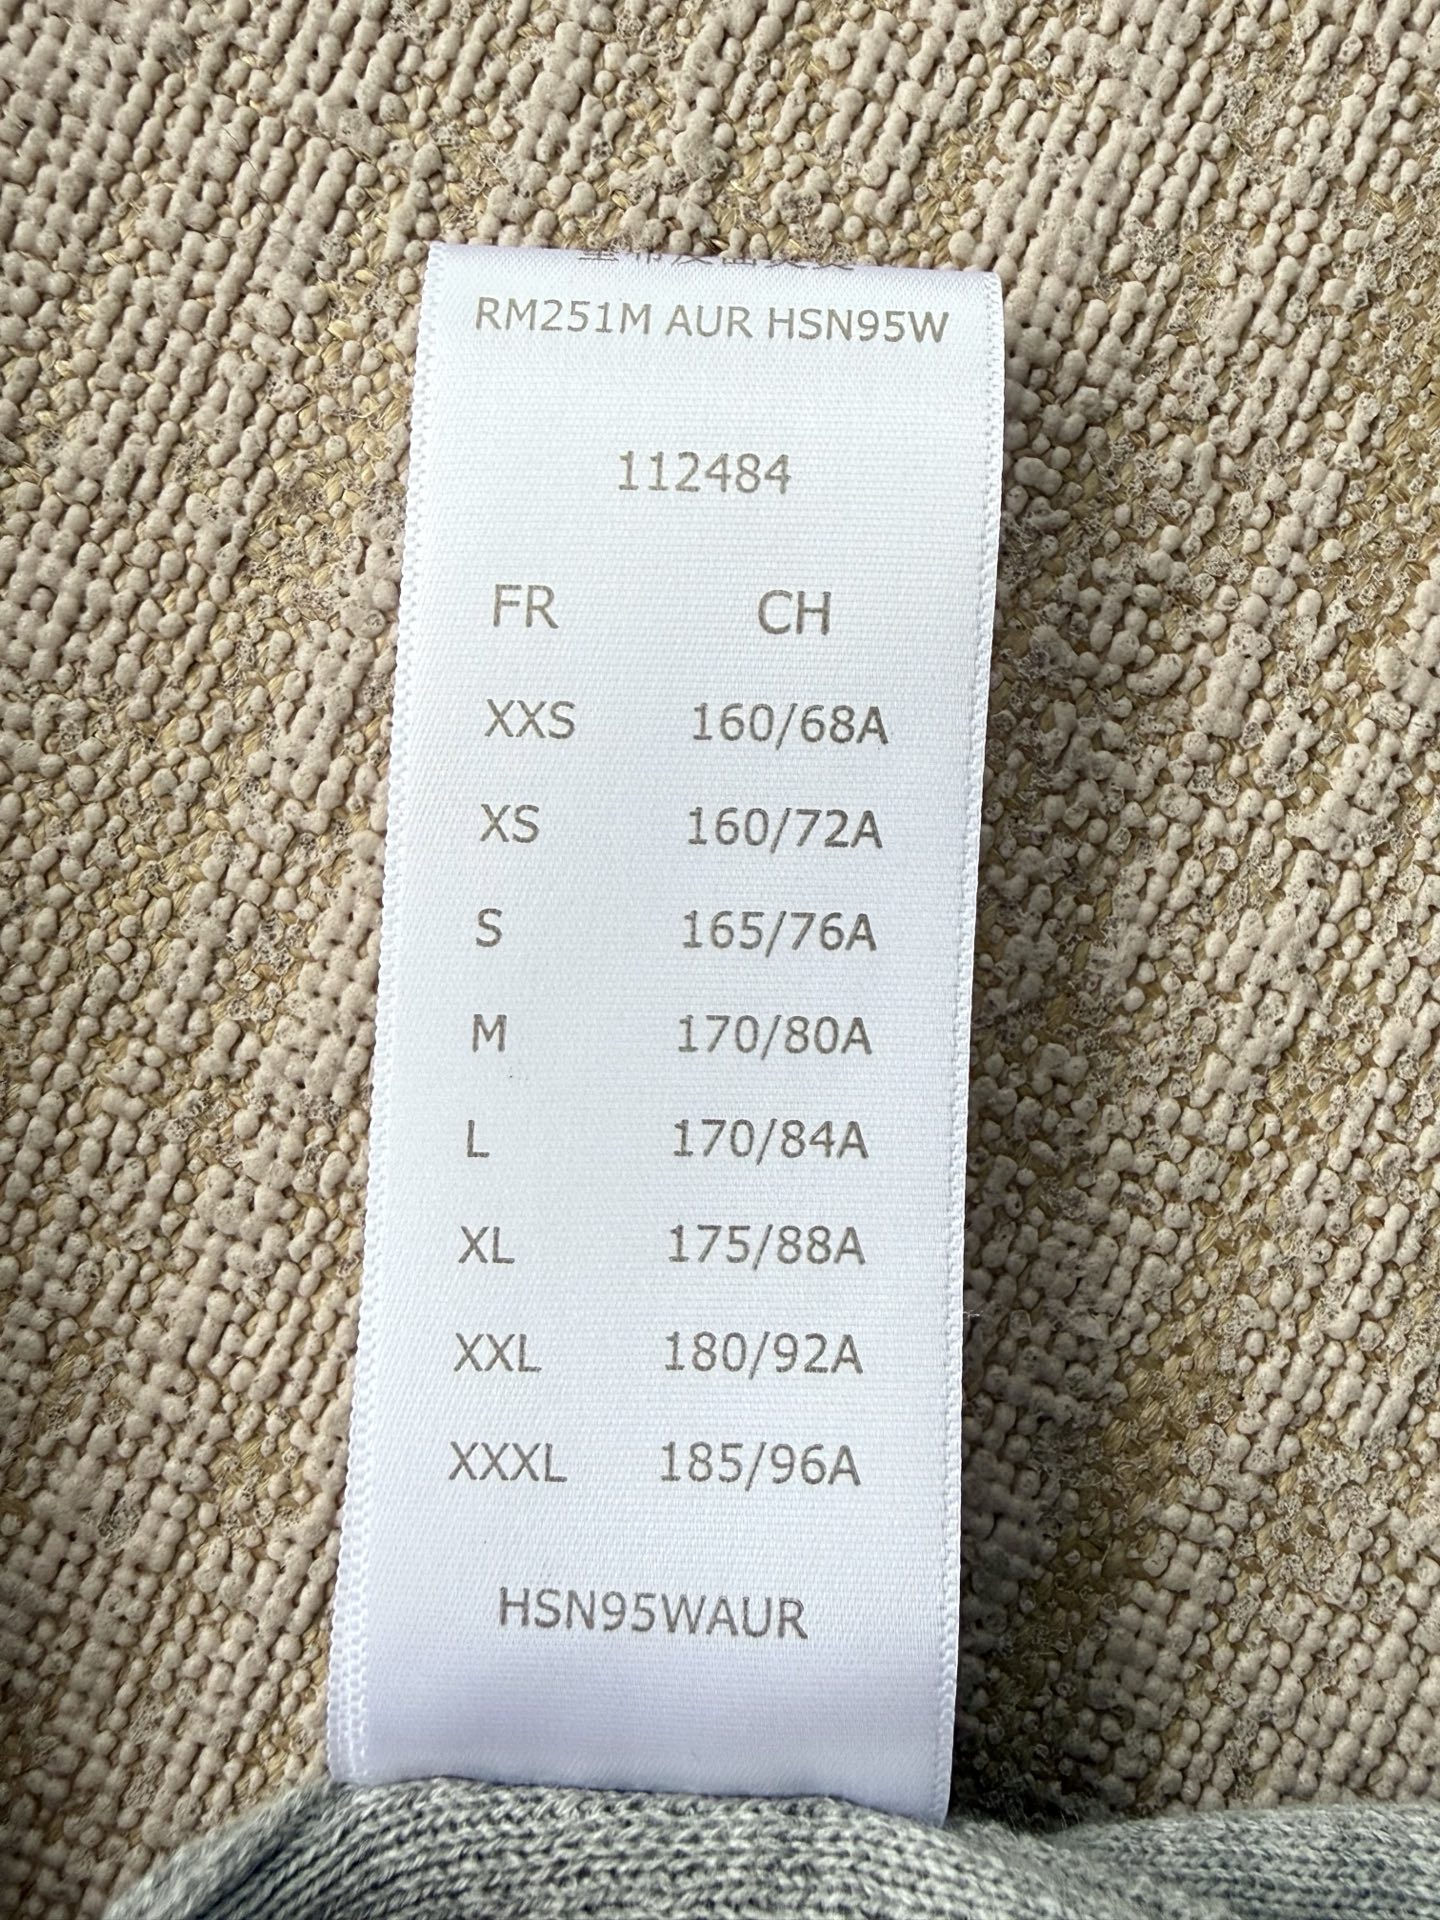 RM251M AUR HSN95W
112484
FR CH
XXS 160/68A
XS 160/72A
S 165/76A
M 170/80A
L 170/84A
XL 175/88A
XXL 180/92A
XXXL 185/96A
HSN95WAUR